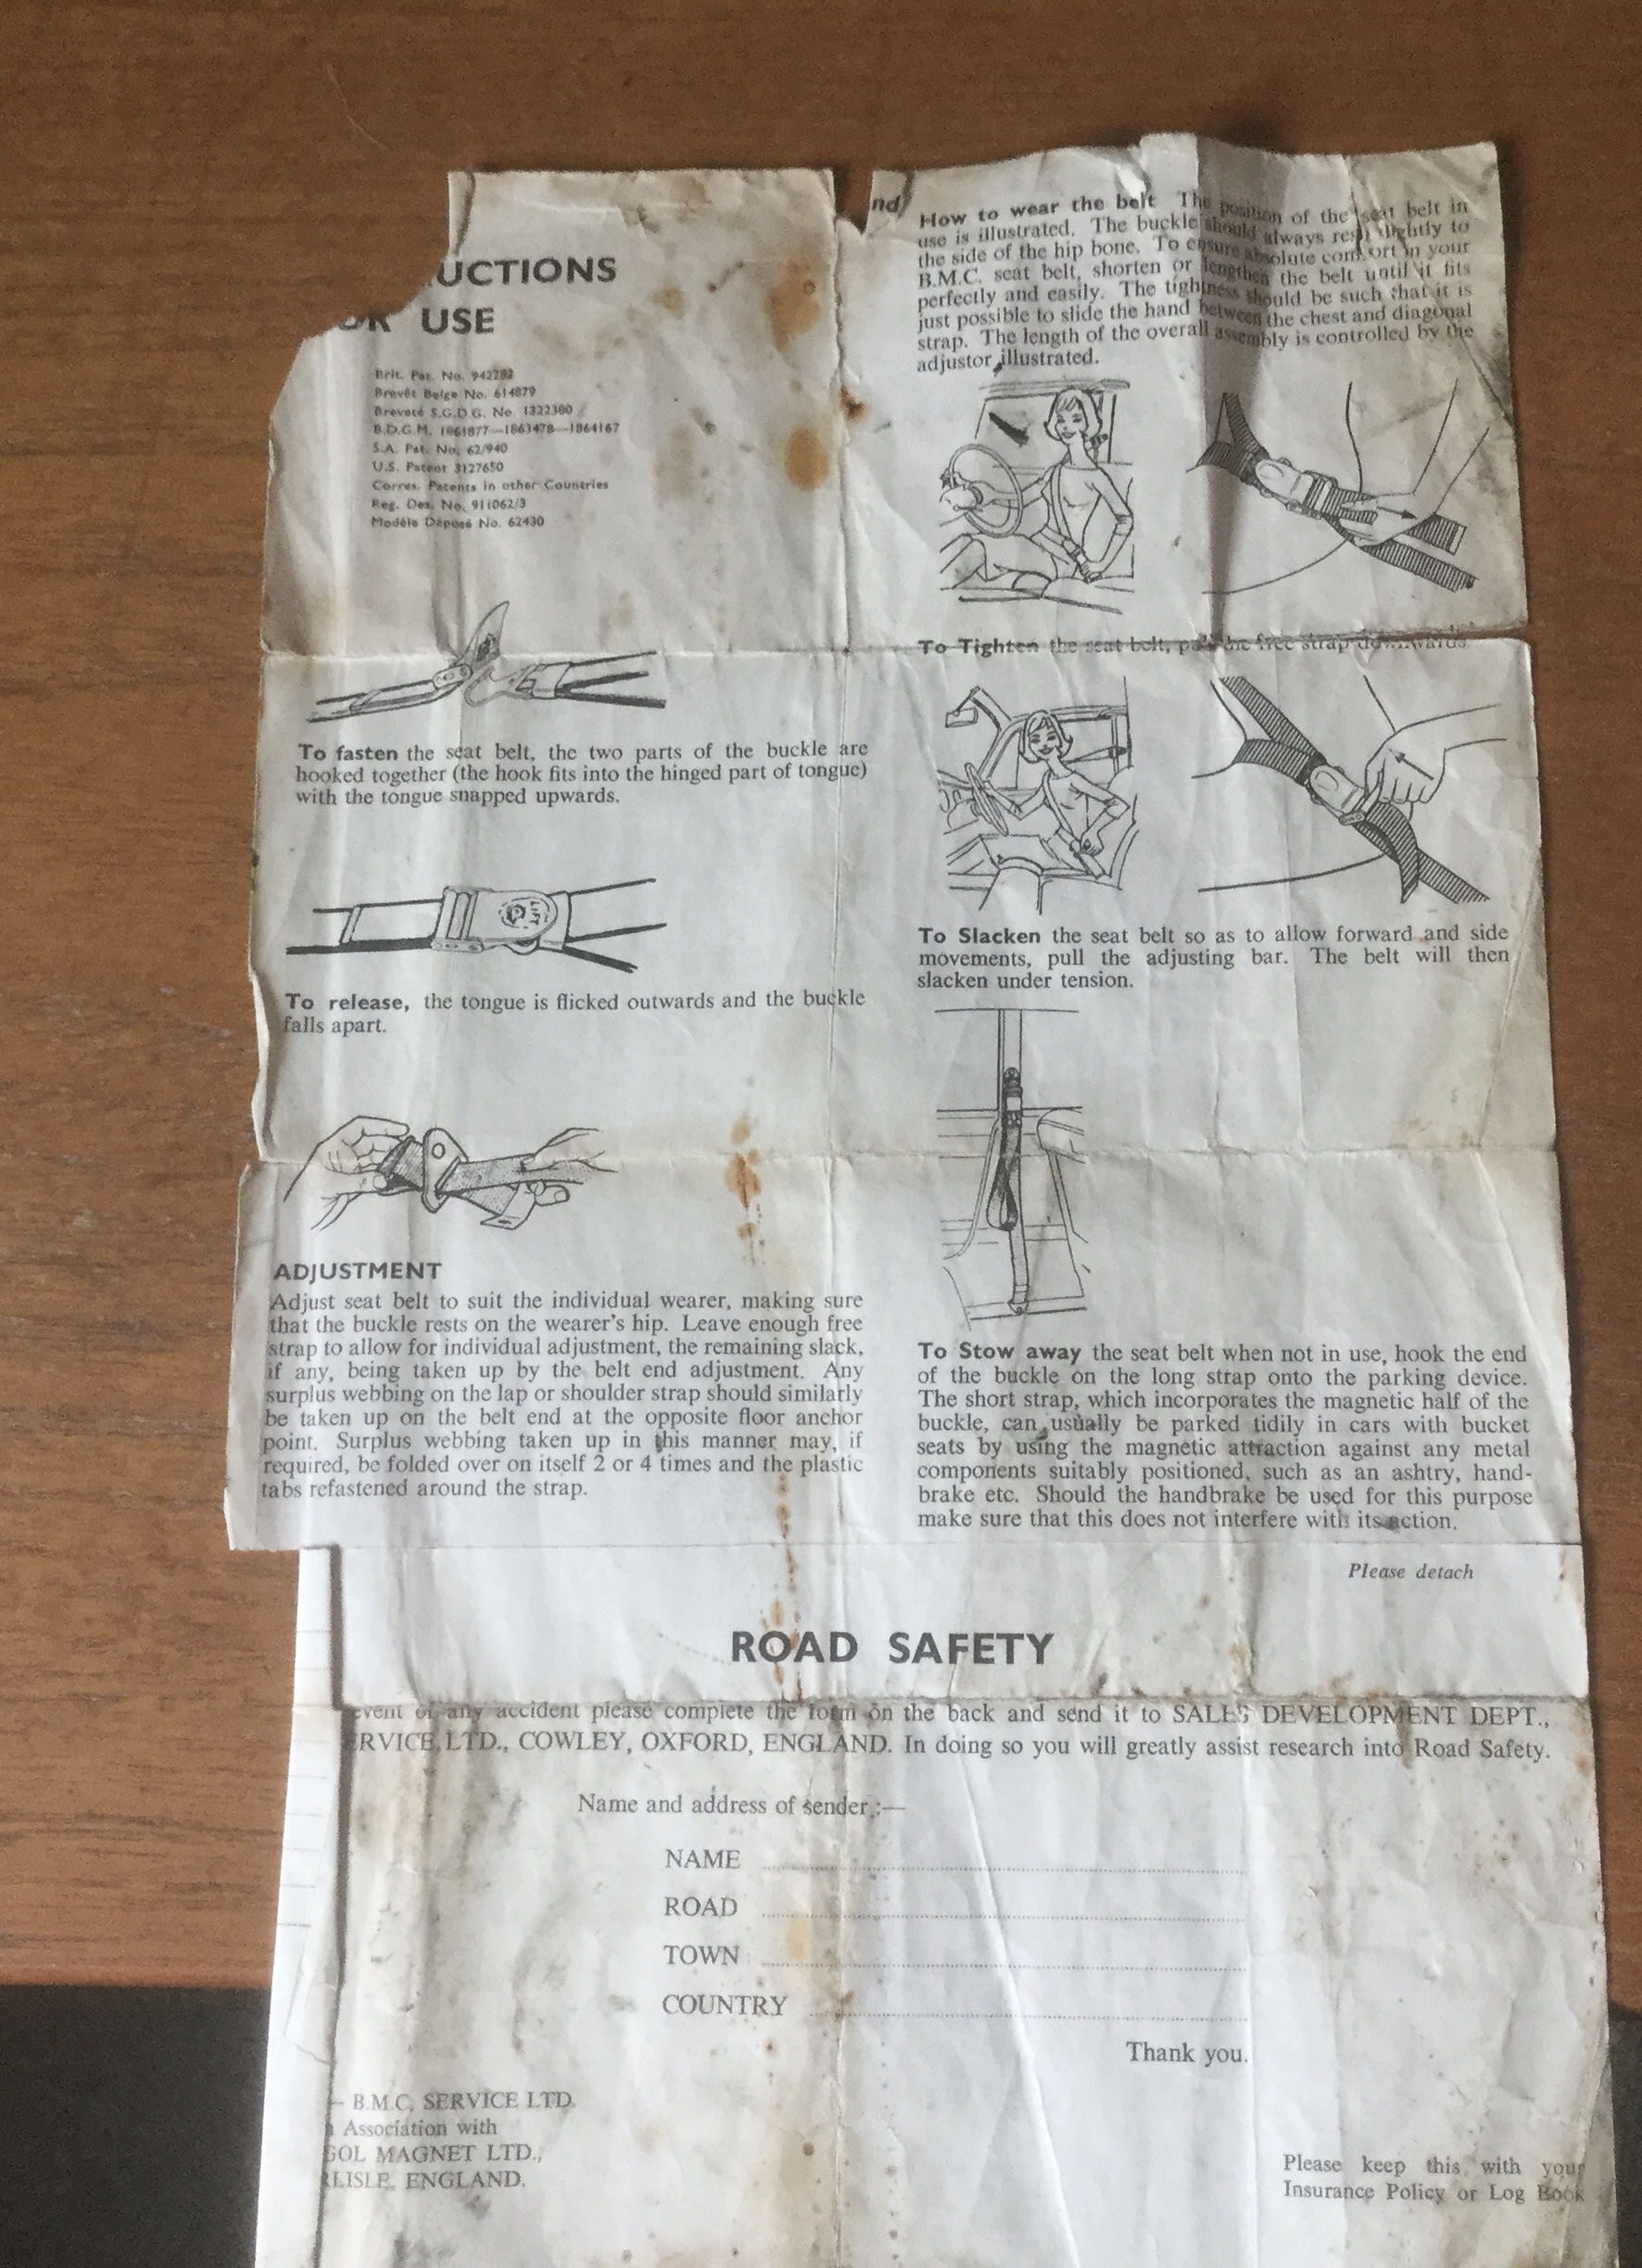 UCTIONS
OR USE
Brit. Pat. No. 942282
Brevêt Belge No. 614879
Breveté S.G.D.G. No. 1322380
B.D.G.M. 1861877—1863478—1864167
S.A. Pat. No. 62/940
U.S. Patent 3127650
Corres. Patents in other Countries
Reg. Des. No. 911062/3
Modèle Déposé No. 62430
To fasten the seat belt, the two parts of the buckle are
hooked together (the hook fits into the hinged part of tongue)
with the tongue snapped upwards.
To release, the tongue is flicked outwards and the buckle
falls apart.
ADJUSTMENT
Adjust seat belt to suit the individual wearer, making sure
that the buckle rests on the wearer's hip. Leave enough free
strap to allow for individual adjustment, the remaining slack,
if any, being taken up by the belt end adjustment. Any
surplus webbing on the lap or shoulder strap should similarly
be taken up on the belt end at the opposite floor anchor
point. Surplus webbing taken up in this manner may, if
required, be folded over on itself 2 or 4 times and the plastic
tabs refastened around the strap.
nd
How to wear the belt The position of the seat belt in
use is illustrated. The buckle should always rest slightly to
the side of the hip bone. To ensure absolute comfort in your
B.M.C. seat belt, shorten or lengthen the belt until it fits
perfectly and easily. The tightness should be such that it is
just possible to slide the hand between the chest and diagonal
strap. The length of the overall assembly is controlled by the
adjustor illustrated.
To Tighten the seat belt, pull the free strap downwards.
To Slacken the seat belt so as to allow forward and side
movements, pull the adjusting bar. The belt will then
slacken under tension.
To Stow away the seat belt when not in use, hook the end
of the buckle on the long strap onto the parking device.
The short strap, which incorporates the magnetic half of the
buckle, can usually be parked tidily in cars with bucket
seats by using the magnetic attraction against any metal
components suitably positioned, such as an ashtry, hand-
brake etc. Should the handbrake be used for this purpose
make sure that this does not interfere with its action.
Please detach
ROAD SAFETY
event of any accident please complete the form on the back and send it to SALES DEVELOPMENT DEPT.,
ERVICE LTD., COWLEY, OXFORD, ENGLAND. In doing so you will greatly assist research into Road Safety.
Name and address of sender :—
NAME
ROAD
TOWN
COUNTRY
Thank you.
— B.M.C. SERVICE LTD.
Association with
GOL MAGNET LTD.,
LISLE, ENGLAND.
Please keep this with your
Insurance Policy or Log Book